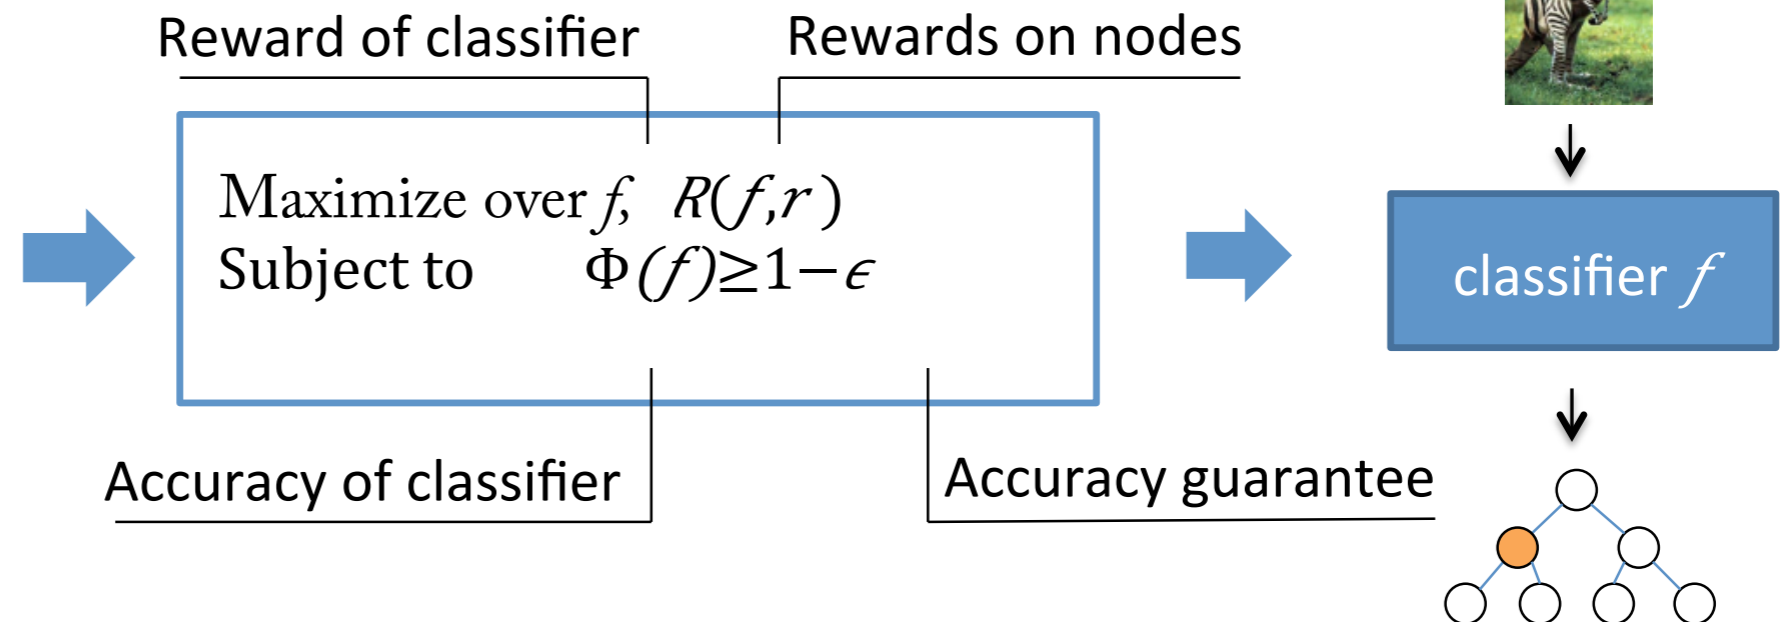 Reward of classifier
Rewards on nodes
Maximize over f, R(f,r)
Subject to Φ(f)≥1−ϵ
classifier f
Accuracy of classifier
Accuracy guarantee